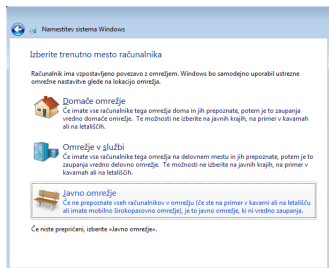 Namestitev sistema Windows
Izberite trenutno mesto računalnika
Računalnik ima vzpostavljeno povezavo z omrežjem. Windows bo samodejno uporabil ustrezne
omrežne nastavitve glede na lokacijo omrežja.
Domače omrežje
Če imate vse računalnike tega omrežja doma in jih prepoznate, potem je to zaupanja
vredno domače omrežje. Te možnosti ne izberite na javnih krajih, na primer v kavarnah
ali na letališčih.
Omrežje v službi
Če imate vse računalnike tega omrežja na delovnem mestu in jih prepoznate, potem je to
zaupanja vredno delovno omrežje. Te možnosti ne izberite na javnih krajih, na primer v
kavarnah ali na letališčih.
Javno omrežje
Če ne prepoznate vseh računalnikov v omrežju (če ste na primer v kavarni ali na letališču
ali imate mobilno širokopasovno omrežje), je to javno omrežje, ki ni vredno zaupanja.
Če niste prepričani, izberite »Javno omrežje«.